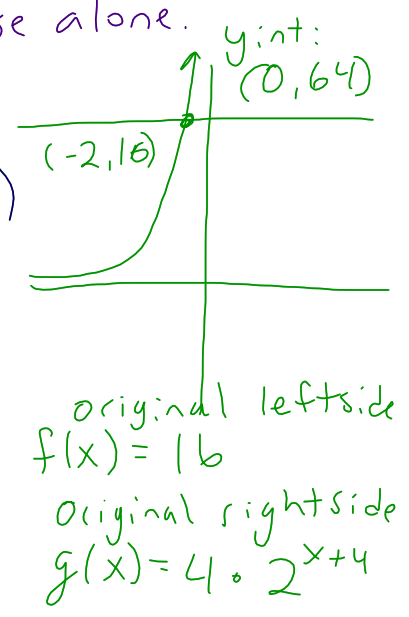 se alone.
y int:
(0,64)
(-2,16)
)
original leftside
f(x) = 16
original rightside
g(x) = 4 · 2^{x+4}